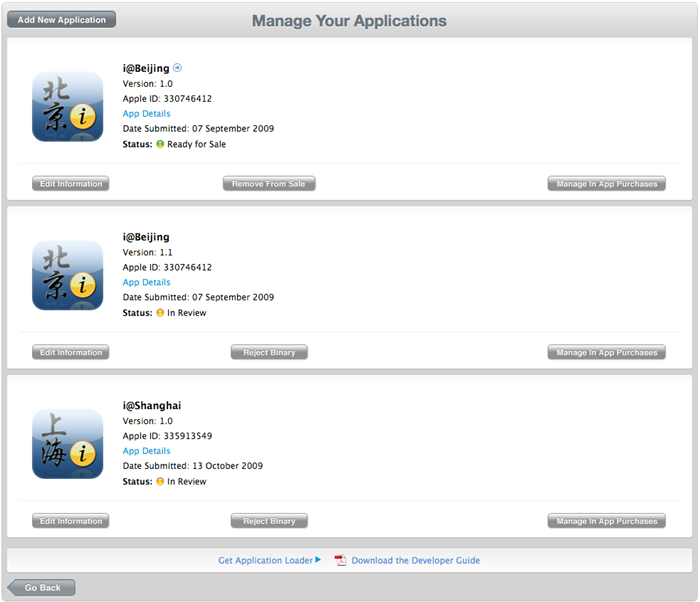 Add New Application
Manage Your Applications
北京
i
i@Beijing
Version: 1.0
Apple ID: 330746412
App Details
Date Submitted: 07 September 2009
Status: Ready for Sale
Edit Information
Remove From Sale
Manage In App Purchases
北京
i
i@Beijing
Version: 1.1
Apple ID: 330746412
App Details
Date Submitted: 07 September 2009
Status: In Review
Edit Information
Reject Binary
Manage In App Purchases
上海
i
i@Shanghai
Version: 1.0
Apple ID: 335913549
App Details
Date Submitted: 13 October 2009
Status: In Review
Edit Information
Reject Binary
Manage In App Purchases
Get Application Loader
Download the Developer Guide
Go Back